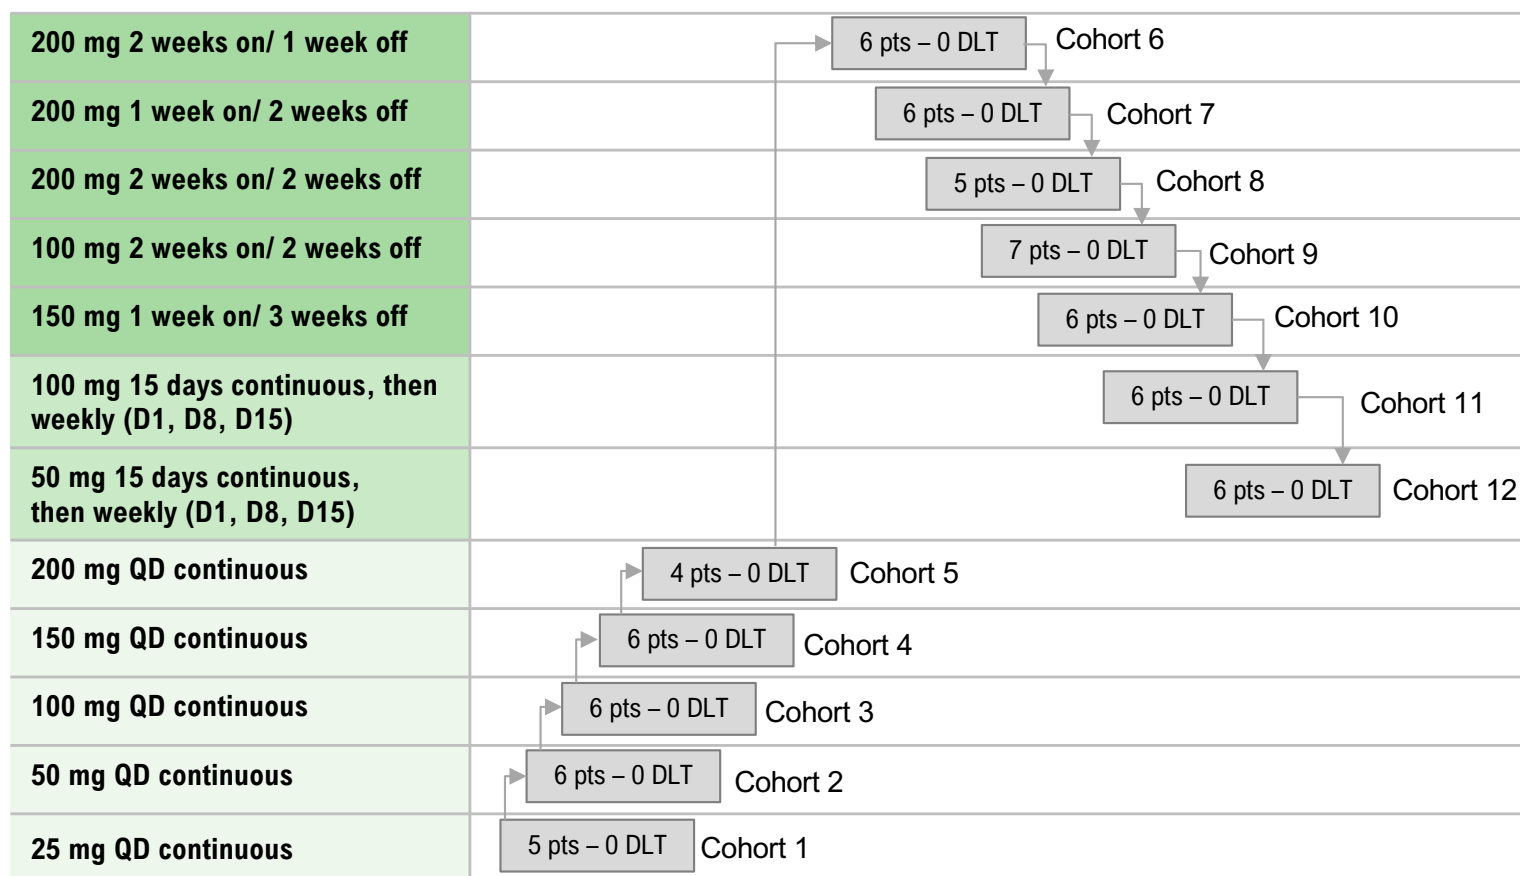 200 mg 2 weeks on/ 1 week off
6 pts – 0 DLT
Cohort 6
200 mg 1 week on/ 2 weeks off
6 pts – 0 DLT
Cohort 7
200 mg 2 weeks on/ 2 weeks off
5 pts – 0 DLT
Cohort 8
100 mg 2 weeks on/ 2 weeks off
7 pts – 0 DLT
Cohort 9
150 mg 1 week on/ 3 weeks off
6 pts – 0 DLT
Cohort 10
100 mg 15 days continuous, then
weekly (D1, D8, D15)
6 pts – 0 DLT
Cohort 11
50 mg 15 days continuous,
then weekly (D1, D8, D15)
6 pts – 0 DLT
Cohort 12
200 mg QD continuous
4 pts – 0 DLT
Cohort 5
150 mg QD continuous
6 pts – 0 DLT
Cohort 4
100 mg QD continuous
6 pts – 0 DLT
Cohort 3
50 mg QD continuous
6 pts – 0 DLT
Cohort 2
25 mg QD continuous
5 pts – 0 DLT
Cohort 1